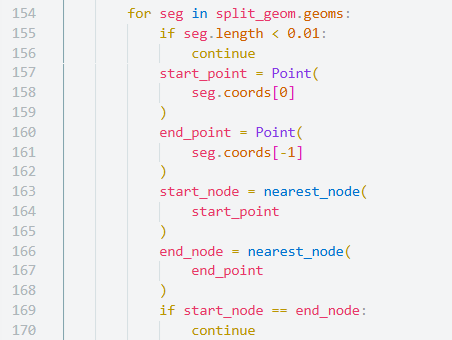 154 for seg in split_geom.geoms:
155 if seg.length < 0.01:
156 continue
157 start_point = Point(
158 seg.coords[0]
159 )
160 end_point = Point(
161 seg.coords[-1]
162 )
163 start_node = nearest_node(
164 start_point
165 )
166 end_node = nearest_node(
167 end_point
168 )
169 if start_node == end_node:
170 continue